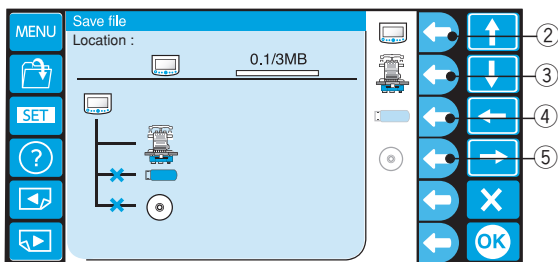 MENU
Save file
Location :
0.1/3MB
SET
?
OK
②
③
④
⑤